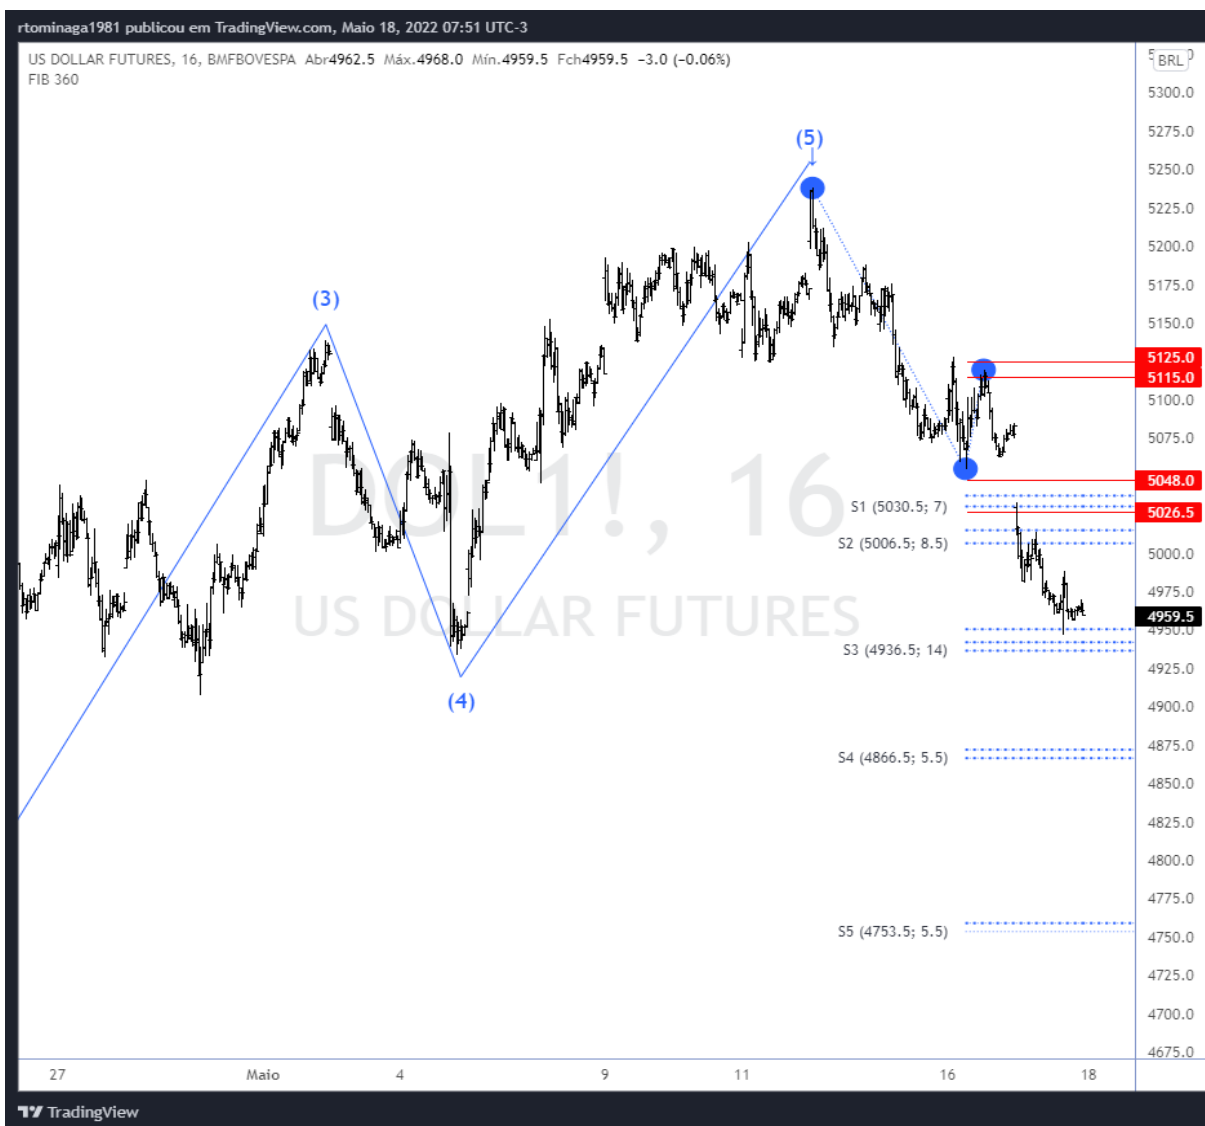 rtominaga1981 publicou em TradingView.com, Maio 18, 2022 07:51 UTC-3
US DOLLAR FUTURES, 16, BMFBOVESPA Abr4962.5 Máx.4968.0 Mín.4959.5 Fch4959.5 −3.0 (−0.06%)
FIB 360
BRL
5300.0
5275.0
5250.0
5225.0
5200.0
5175.0
5150.0
5125.0
5115.0
5100.0
5075.0
5048.0
5026.5
5000.0
4975.0
4959.5
4950.0
4925.0
4900.0
4875.0
4850.0
4825.0
4800.0
4775.0
4750.0
4725.0
4700.0
4675.0
(5)
(3)
(4)
DOL1!, 16
US DOLLAR FUTURES
S1 (5030.5; 7)
S2 (5006.5; 8.5)
S3 (4936.5; 14)
S4 (4866.5; 5.5)
S5 (4753.5; 5.5)
27 Maio 4 9 11 16 18
TradingView